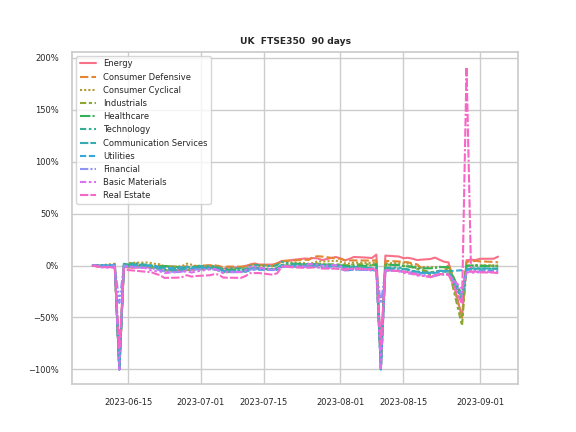 UK FTSE350 90 days
200%
150%
100%
50%
0%
−50%
−100%
Energy
Consumer Defensive
Consumer Cyclical
Industrials
Healthcare
Technology
Communication Services
Utilities
Financial
Basic Materials
Real Estate
2023-06-15
2023-07-01
2023-07-15
2023-08-01
2023-08-15
2023-09-01